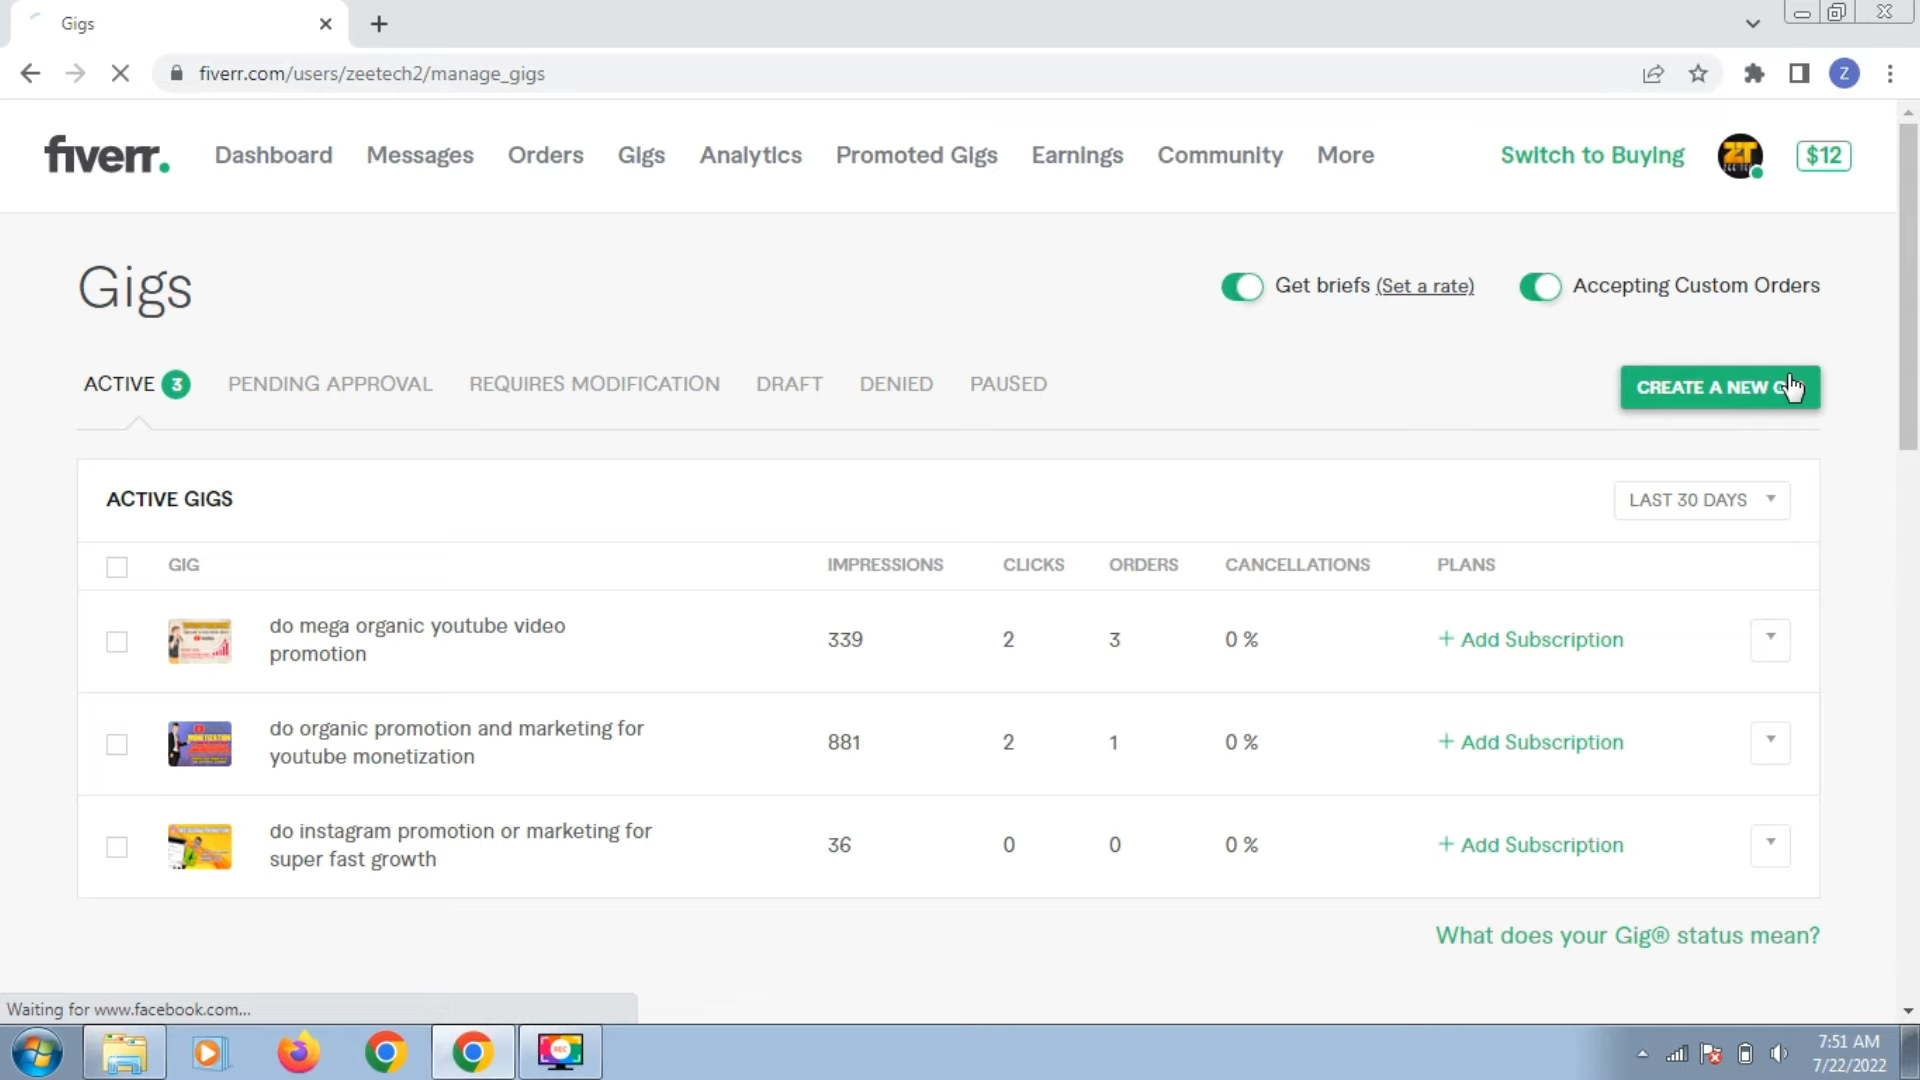 Gigs
fiverr.com/users/zeetech2/manage_gigs
Z
fiverr.
Dashboard Messages Orders Gigs Analytics Promoted Gigs Earnings Community More Switch to Buying $12
Gigs
Get briefs (Set a rate) Accepting Custom Orders
ACTIVE 3 PENDING APPROVAL REQUIRES MODIFICATION DRAFT DENIED PAUSED
CREATE A NEW G
ACTIVE GIGS
LAST 30 DAYS
GIG IMPRESSIONS CLICKS ORDERS CANCELLATIONS PLANS
do mega organic youtube video
promotion
339 2 3 0 % + Add Subscription
do organic promotion and marketing for
youtube monetization
881 2 1 0 % + Add Subscription
do instagram promotion or marketing for
super fast growth
36 0 0 0 % + Add Subscription
What does your Gig® status mean?
Waiting for www.facebook.com...
REC
7:51 AM
7/22/2022